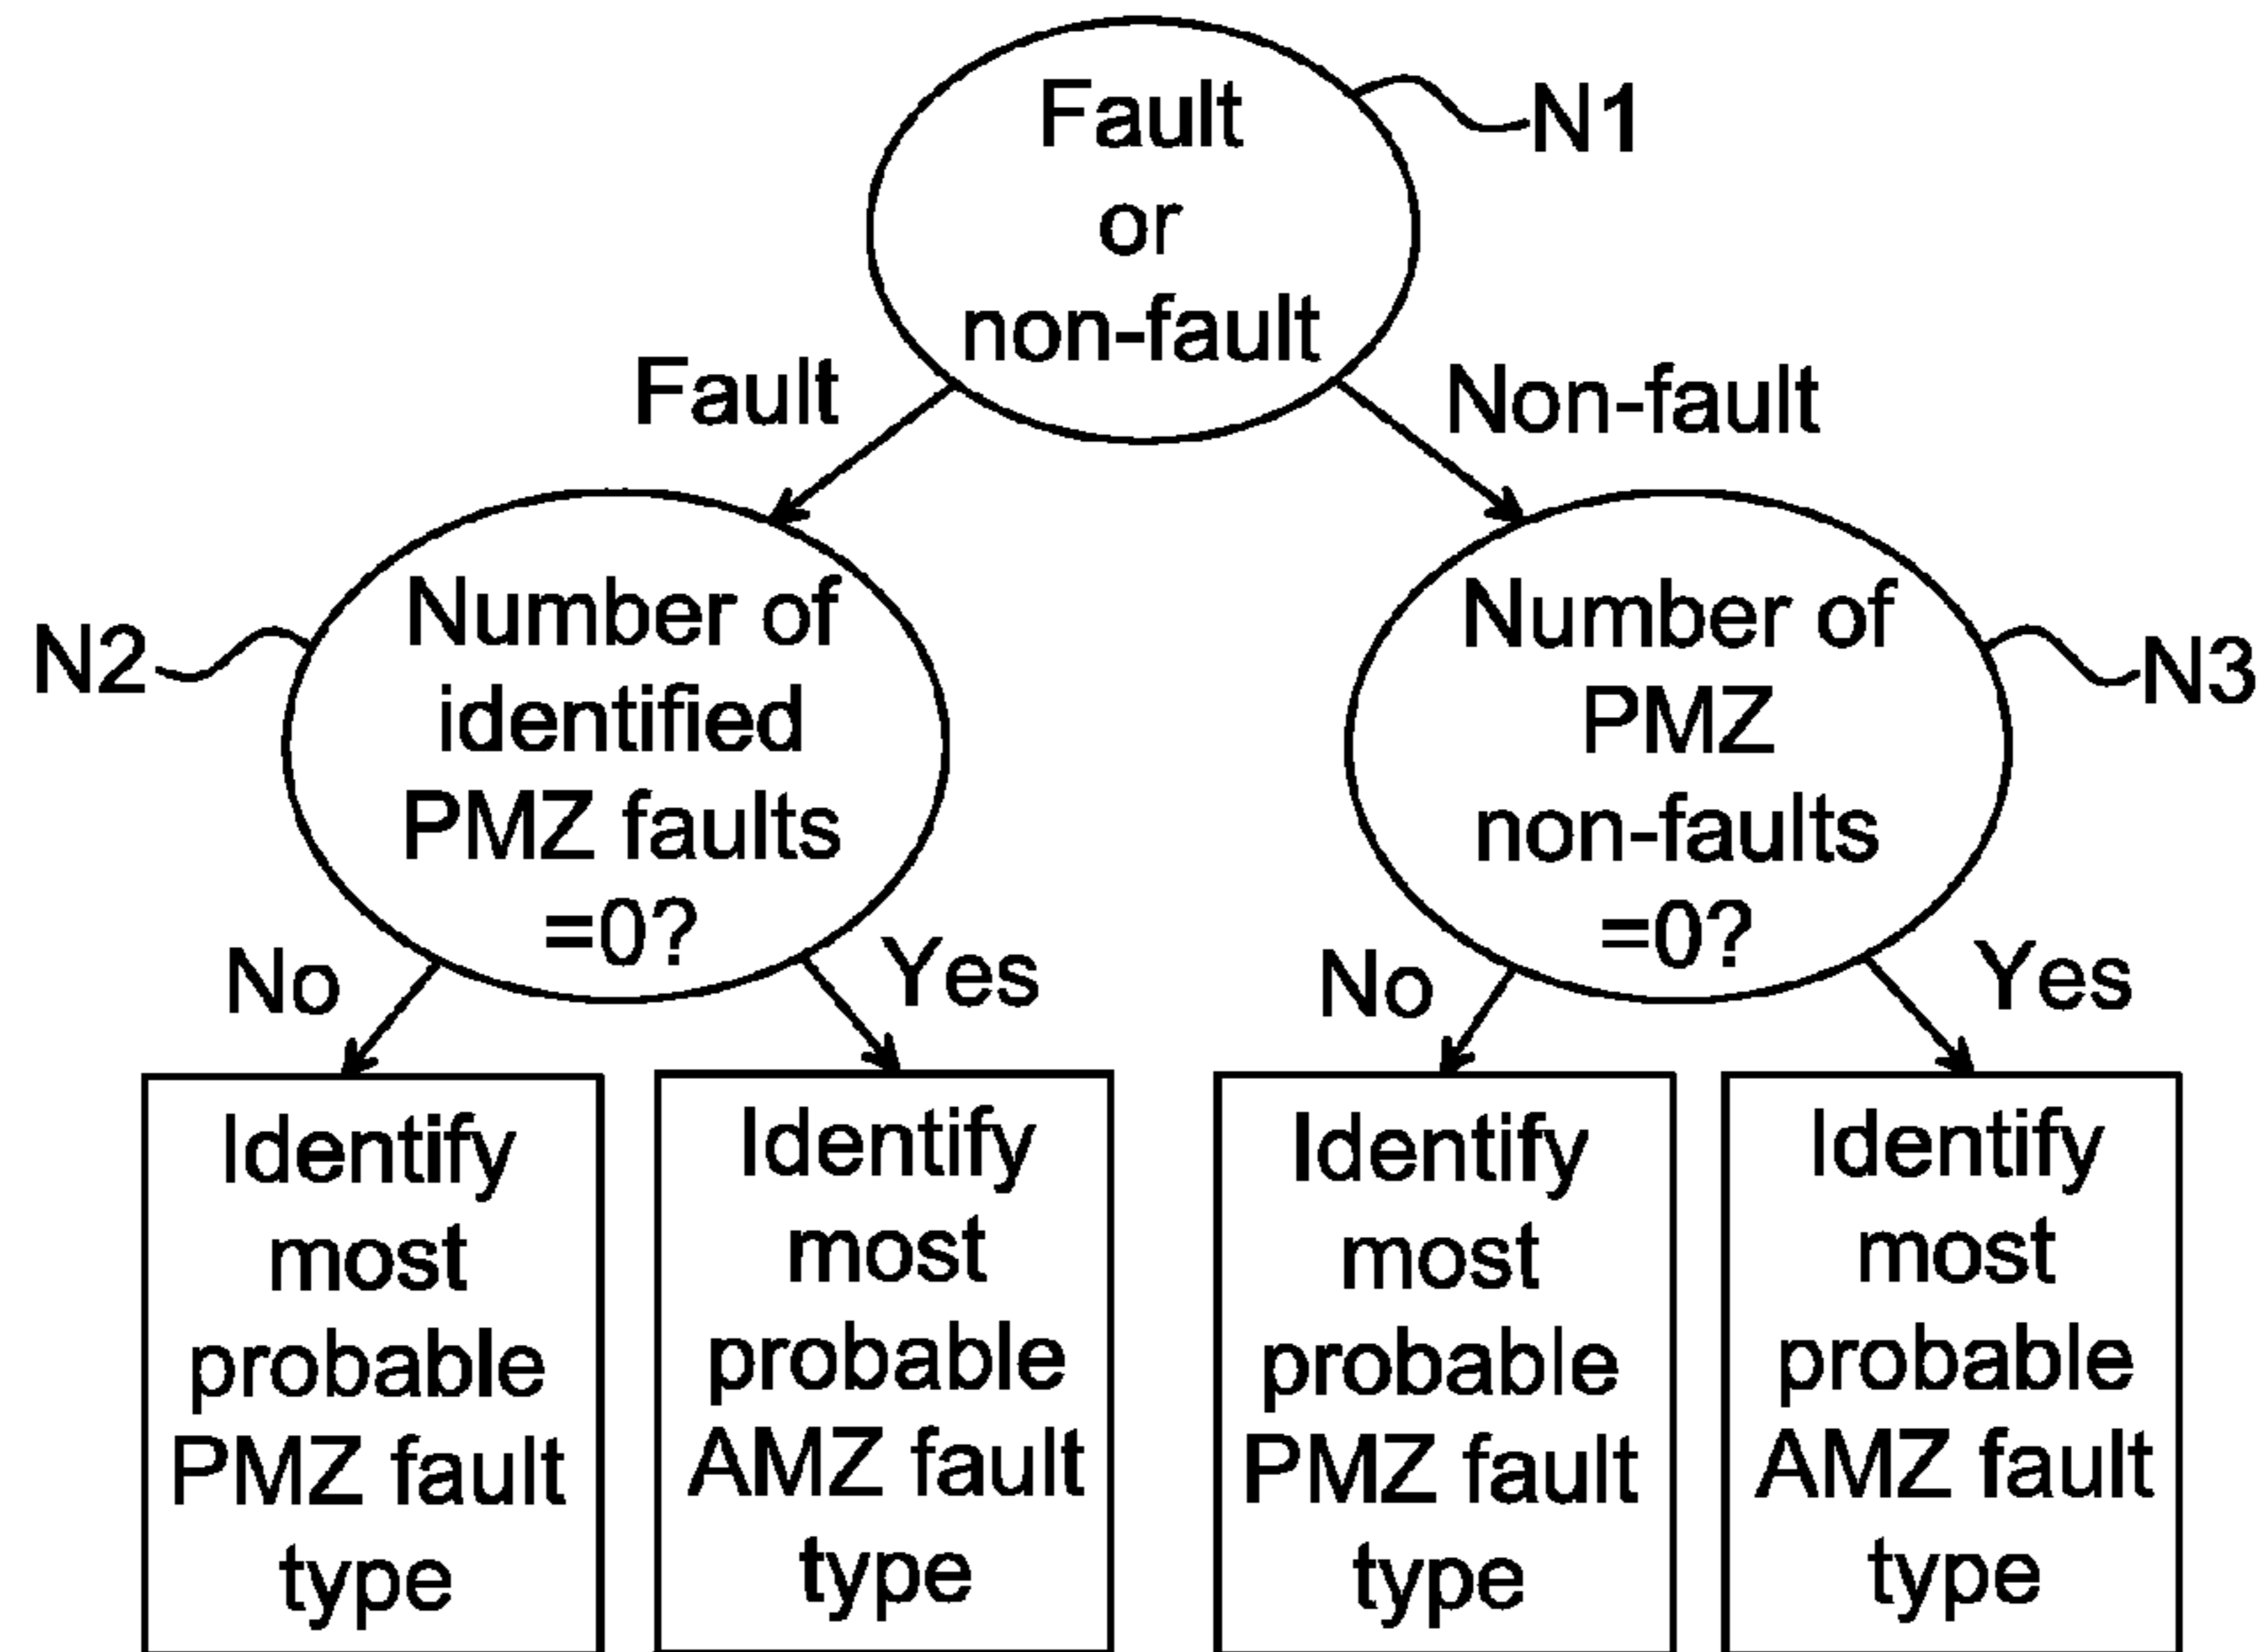 Fault
or
non-fault
N1
Fault
Non-fault
Number of
identified
PMZ faults
=0?
N2
Number of
PMZ
non-faults
=0?
N3
No
Yes
No
Yes
Identify
most
probable
PMZ fault
type
Identify
most
probable
AMZ fault
type
Identify
most
probable
PMZ fault
type
Identify
most
probable
AMZ fault
type